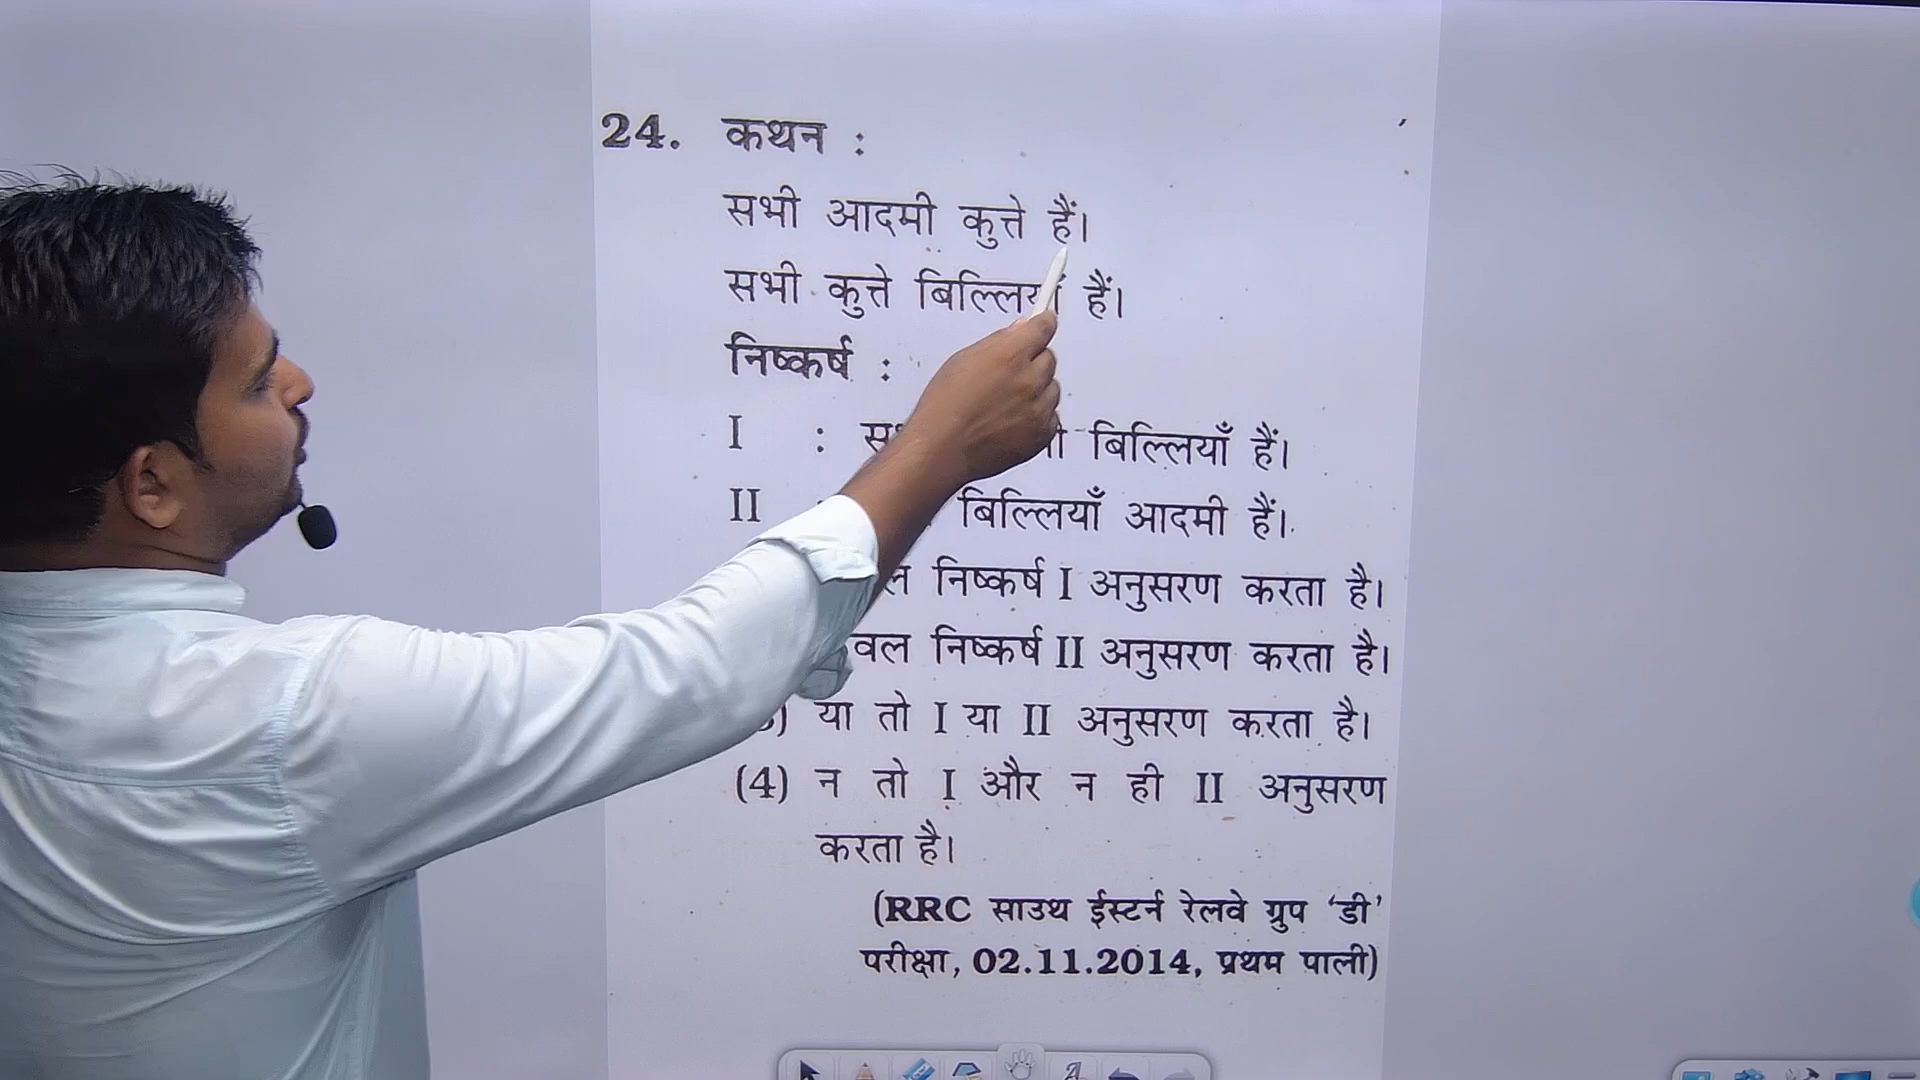 24. कथन :
सभी आदमी कुत्ते हैं।
सभी कुत्ते हैं।
निष्कर्ष :
I : बिल्लियाँ हैं।
II बिल्लियाँ आदमी हैं।
निष्कर्ष I अनुसरण करता है।
निष्कर्ष II अनुसरण करता है।
या तो I या II अनुसरण करता है।
(4) न तो I और न ही II अनुसरण
करता है।
(RRC साउथ ईस्टर्न रेलवे ग्रुप ‘डी’
परीक्षा, 02.11.2014, प्रथम पाली)